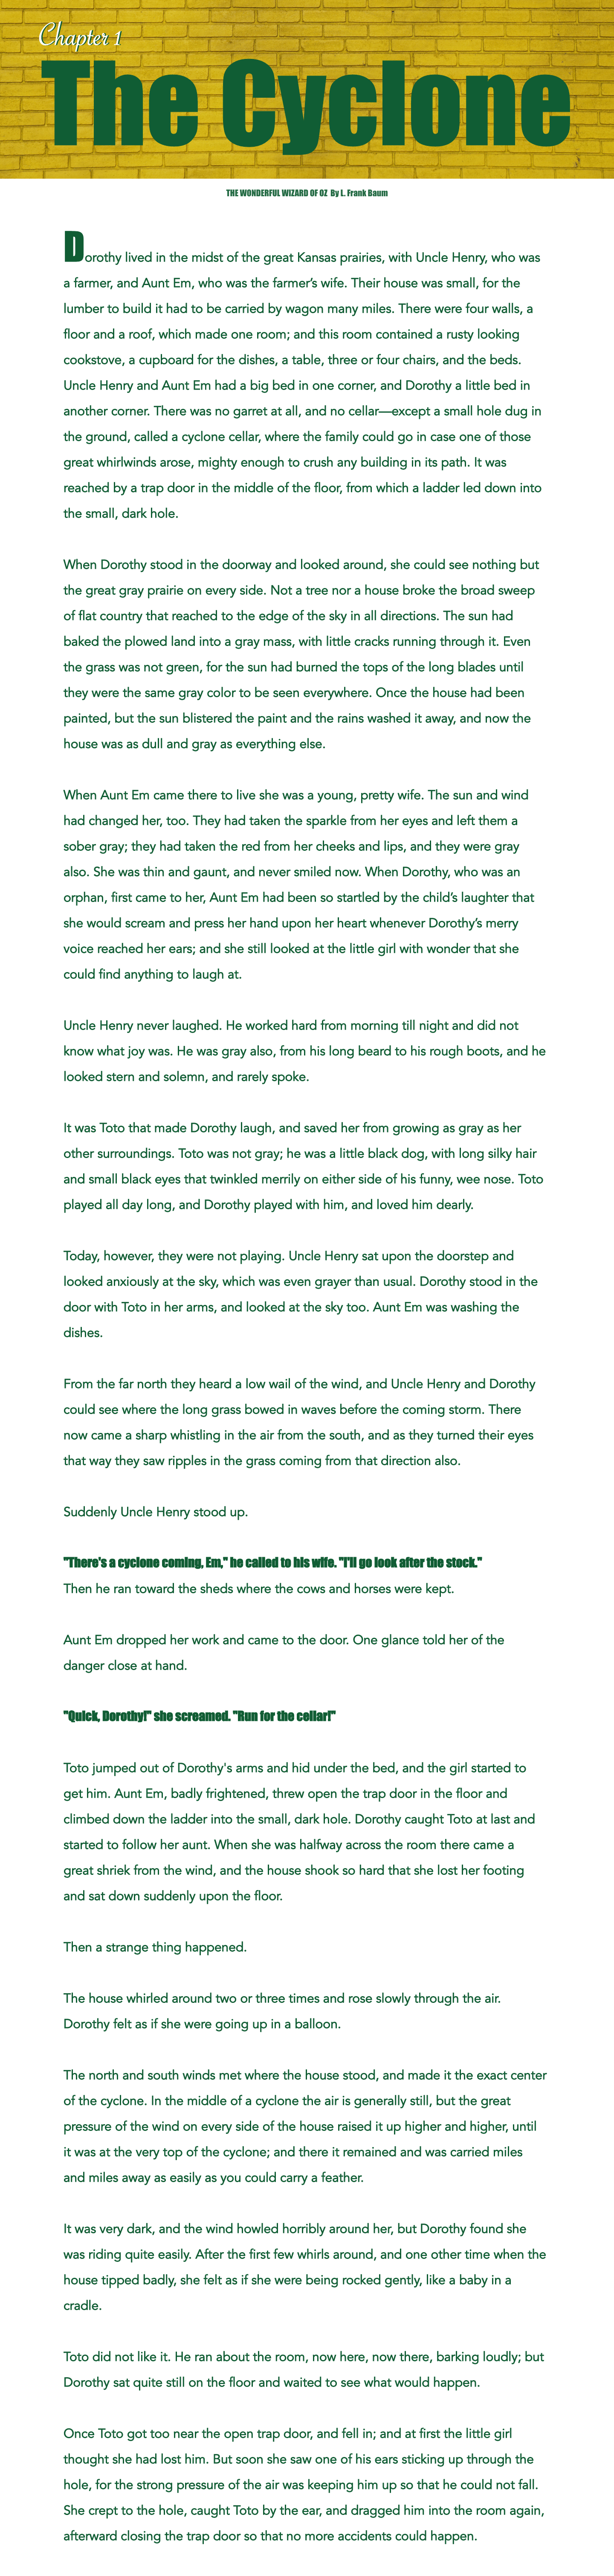 Chapter 1
The Cyclone
THE WONDERFUL WIZARD OF OZ By L. Frank Baum
Dorothy lived in the midst of the great Kansas prairies, with Uncle Henry, who was
a farmer, and Aunt Em, who was the farmer’s wife. Their house was small, for the
lumber to build it had to be carried by wagon many miles. There were four walls, a
floor and a roof, which made one room; and this room contained a rusty looking
cookstove, a cupboard for the dishes, a table, three or four chairs, and the beds.
Uncle Henry and Aunt Em had a big bed in one corner, and Dorothy a little bed in
another corner. There was no garret at all, and no cellar—except a small hole dug in
the ground, called a cyclone cellar, where the family could go in case one of those
great whirlwinds arose, mighty enough to crush any building in its path. It was
reached by a trap door in the middle of the floor, from which a ladder led down into
the small, dark hole.
When Dorothy stood in the doorway and looked around, she could see nothing but
the great gray prairie on every side. Not a tree nor a house broke the broad sweep
of flat country that reached to the edge of the sky in all directions. The sun had
baked the plowed land into a gray mass, with little cracks running through it. Even
the grass was not green, for the sun had burned the tops of the long blades until
they were the same gray color to be seen everywhere. Once the house had been
painted, but the sun blistered the paint and the rains washed it away, and now the
house was as dull and gray as everything else.
When Aunt Em came there to live she was a young, pretty wife. The sun and wind
had changed her, too. They had taken the sparkle from her eyes and left them a
sober gray; they had taken the red from her cheeks and lips, and they were gray
also. She was thin and gaunt, and never smiled now. When Dorothy, who was an
orphan, first came to her, Aunt Em had been so startled by the child’s laughter that
she would scream and press her hand upon her heart whenever Dorothy’s merry
voice reached her ears; and she still looked at the little girl with wonder that she
could find anything to laugh at.
Uncle Henry never laughed. He worked hard from morning till night and did not
know what joy was. He was gray also, from his long beard to his rough boots, and he
looked stern and solemn, and rarely spoke.
It was Toto that made Dorothy laugh, and saved her from growing as gray as her
other surroundings. Toto was not gray; he was a little black dog, with long silky hair
and small black eyes that twinkled merrily on either side of his funny, wee nose. Toto
played all day long, and Dorothy played with him, and loved him dearly.
Today, however, they were not playing. Uncle Henry sat upon the doorstep and
looked anxiously at the sky, which was even grayer than usual. Dorothy stood in the
door with Toto in her arms, and looked at the sky too. Aunt Em was washing the
dishes.
From the far north they heard a low wail of the wind, and Uncle Henry and Dorothy
could see where the long grass bowed in waves before the coming storm. There
now came a sharp whistling in the air from the south, and as they turned their eyes
that way they saw ripples in the grass coming from that direction also.
Suddenly Uncle Henry stood up.
"There's a cyclone coming, Em," he called to his wife. "I'll go look after the stock."
Then he ran toward the sheds where the cows and horses were kept.
Aunt Em dropped her work and came to the door. One glance told her of the
danger close at hand.
"Quick, Dorothy!" she screamed. "Run for the cellar!"
Toto jumped out of Dorothy's arms and hid under the bed, and the girl started to
get him. Aunt Em, badly frightened, threw open the trap door in the floor and
climbed down the ladder into the small, dark hole. Dorothy caught Toto at last and
started to follow her aunt. When she was halfway across the room there came a
great shriek from the wind, and the house shook so hard that she lost her footing
and sat down suddenly upon the floor.
Then a strange thing happened.
The house whirled around two or three times and rose slowly through the air.
Dorothy felt as if she were going up in a balloon.
The north and south winds met where the house stood, and made it the exact center
of the cyclone. In the middle of a cyclone the air is generally still, but the great
pressure of the wind on every side of the house raised it up higher and higher, until
it was at the very top of the cyclone; and there it remained and was carried miles
and miles away as easily as you could carry a feather.
It was very dark, and the wind howled horribly around her, but Dorothy found she
was riding quite easily. After the first few whirls around, and one other time when the
house tipped badly, she felt as if she were being rocked gently, like a baby in a
cradle.
Toto did not like it. He ran about the room, now here, now there, barking loudly; but
Dorothy sat quite still on the floor and waited to see what would happen.
Once Toto got too near the open trap door, and fell in; and at first the little girl
thought she had lost him. But soon she saw one of his ears sticking up through the
hole, for the strong pressure of the air was keeping him up so that he could not fall.
She crept to the hole, caught Toto by the ear, and dragged him into the room again,
afterward closing the trap door so that no more accidents could happen.